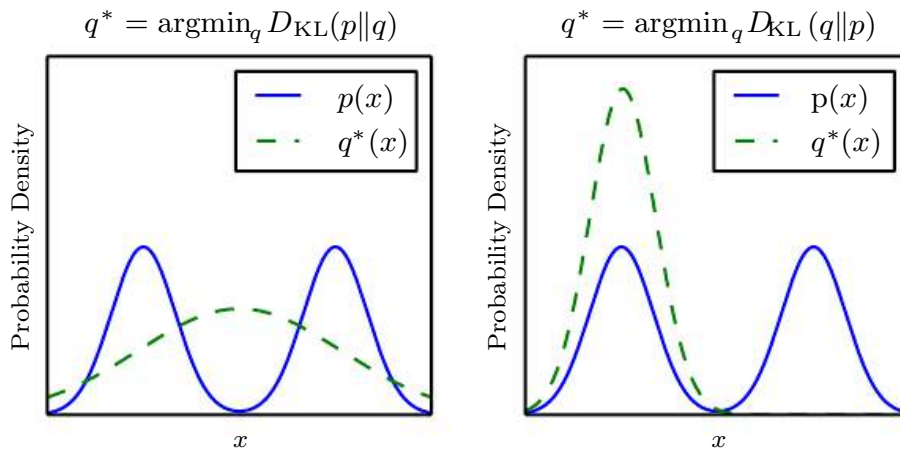 q* = argmin_q D_KL(p‖q)
p(x)
q*(x)
Probability Density
x
q* = argmin_q D_KL (q‖p)
p(x)
q*(x)
Probability Density
x